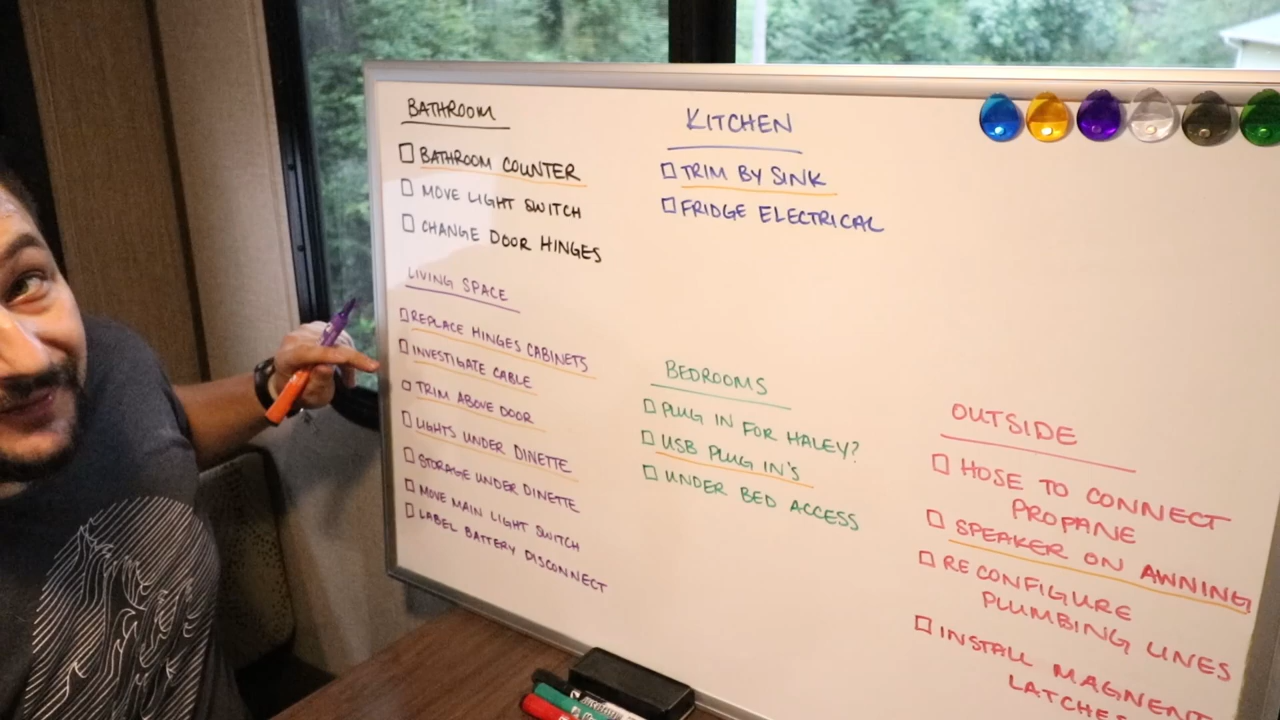 BATHROOM
BATHROOM COUNTER
MOVE LIGHT SWITCH
CHANGE DOOR HINGES
LIVING SPACE
REPLACE HINGES CABINETS
INVESTIGATE CABLE
TRIM ABOVE DOOR
LIGHTS UNDER DINETTE
STORAGE UNDER DINETTE
MOVE MAIN LIGHT SWITCH
LABEL BATTERY DISCONNECT
KITCHEN
TRIM BY SINK
FRIDGE ELECTRICAL
BEDROOMS
PLUG IN FOR HALEY?
USB PLUG IN'S
UNDER BED ACCESS
OUTSIDE
HOSE TO CONNECT
PROPANE
SPEAKER ON AWNING
RECONFIGURE
PLUMBING LINES
INSTALL MAGNENT
LATCHES